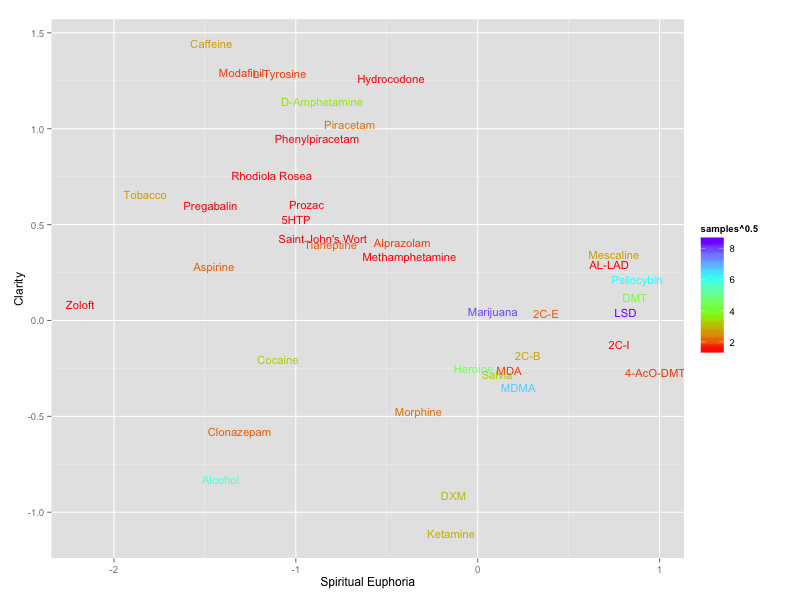 1.5
Caffeine
Modafinil
L-Tyrosine
Hydrocodone
D-Amphetamine
1.0
Piracetam
Phenylpiracetam
Rhodiola Rosea
Tobacco
Pregabalin
Prozac
5HTP
0.5
Saint John's Wort
Tianeptine
Alprazolam
Methamphetamine
Mescaline
AL-LAD
Aspirine
Psilocybin
DMT
Zoloft
Marijuana
2C-E
LSD
0.0
2C-I
2C-B
Cocaine
Heroine
Salvia
MDA
4-AcO-DMT
MDMA
Morphine
-0.5
Clonazepam
Alcohol
DXM
-1.0
Ketamine
Clarity
-2
-1
0
1
Spiritual Euphoria
samples^0.5
8
6
4
2